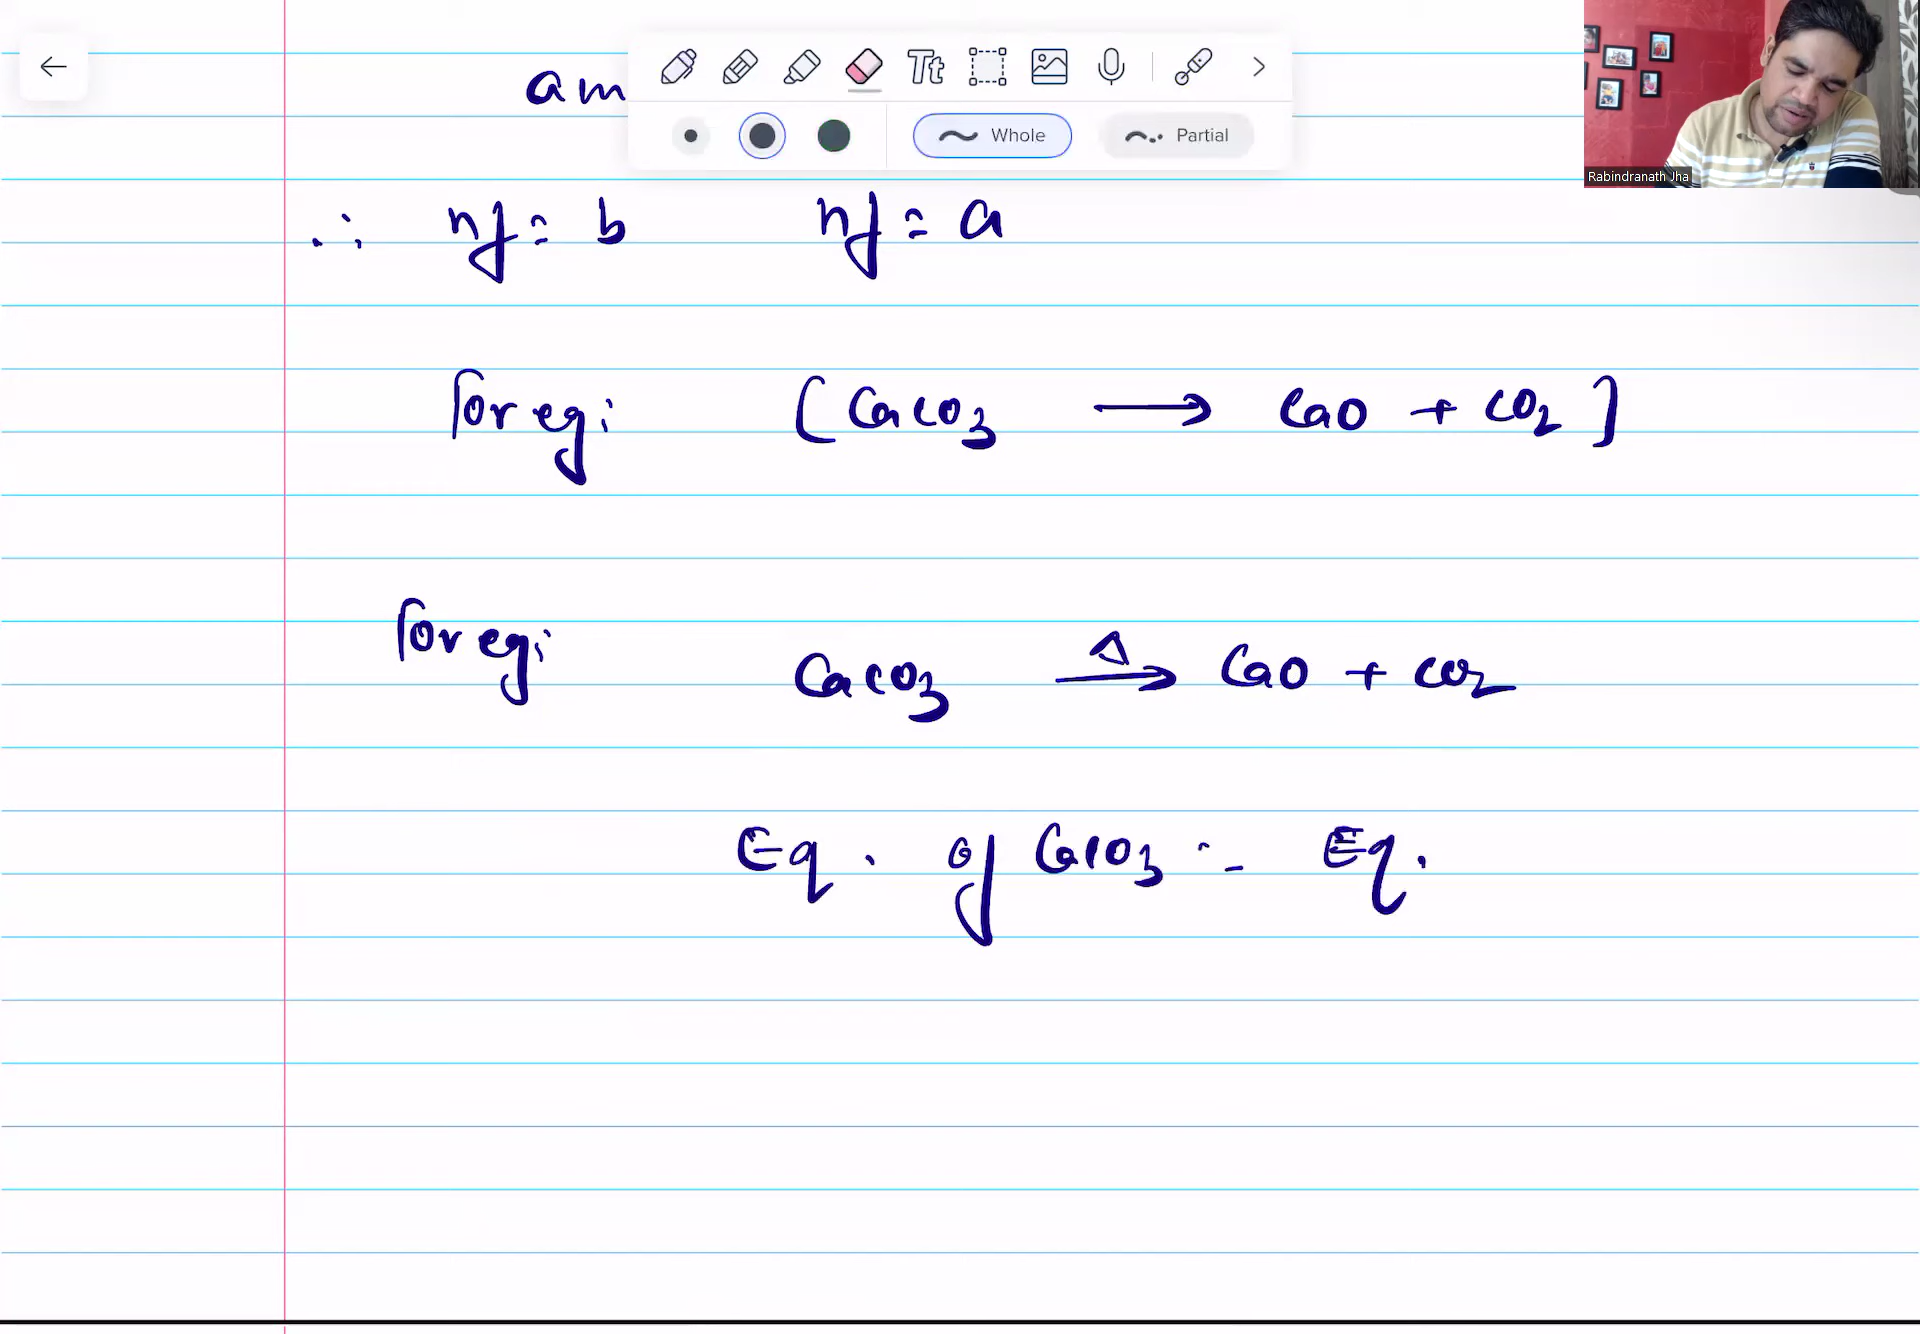 Tt
am
Whole
Partial
Rabindranath Jha
∴ nf = b nf = a
For eg: [CaCO3 → CaO + CO2]
For eg: CaCO3 Δ→ CaO + CO2
Eq. of CaCO3 = Eq.